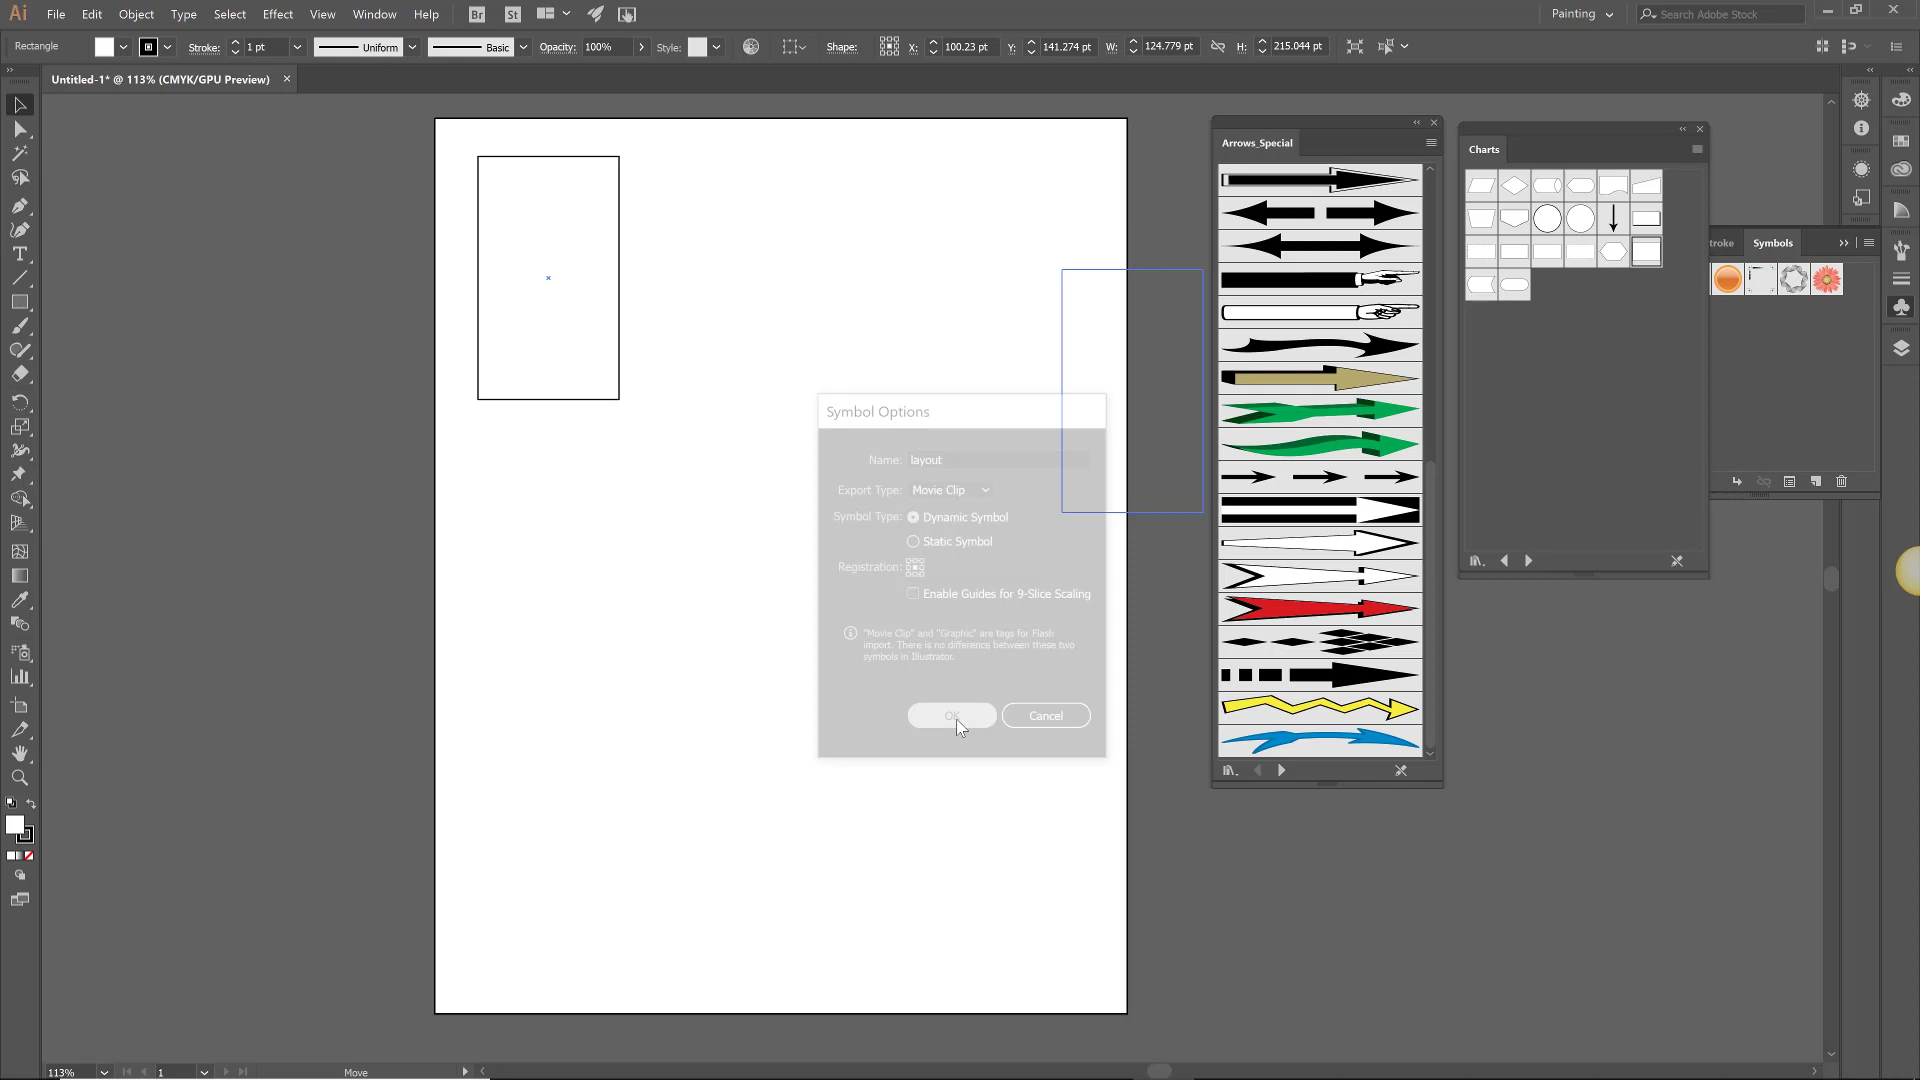 Ai File Edit Object Type Select Effect View Window Help Br St Painting Search Adobe Stock
Rectangle Stroke: 1 pt Uniform Basic Opacity: 100% Style: Shape: X: 100.23 pt Y: 141.274 pt W: 124.779 pt H: 215.044 pt
Untitled-1* @ 113% (CMYK/GPU Preview)
Arrows_Special
Charts
troke Symbols
Symbol Options
Name: layout
Export Type: Movie Clip
Symbol Type: Dynamic Symbol
Static Symbol
Registration:
Enable Guides for 9-Slice Scaling
"Movie Clip" and "Graphic" are tags for Flash
import. There is no difference between these two
symbols in Illustrator.
OK Cancel
113% 1 Move